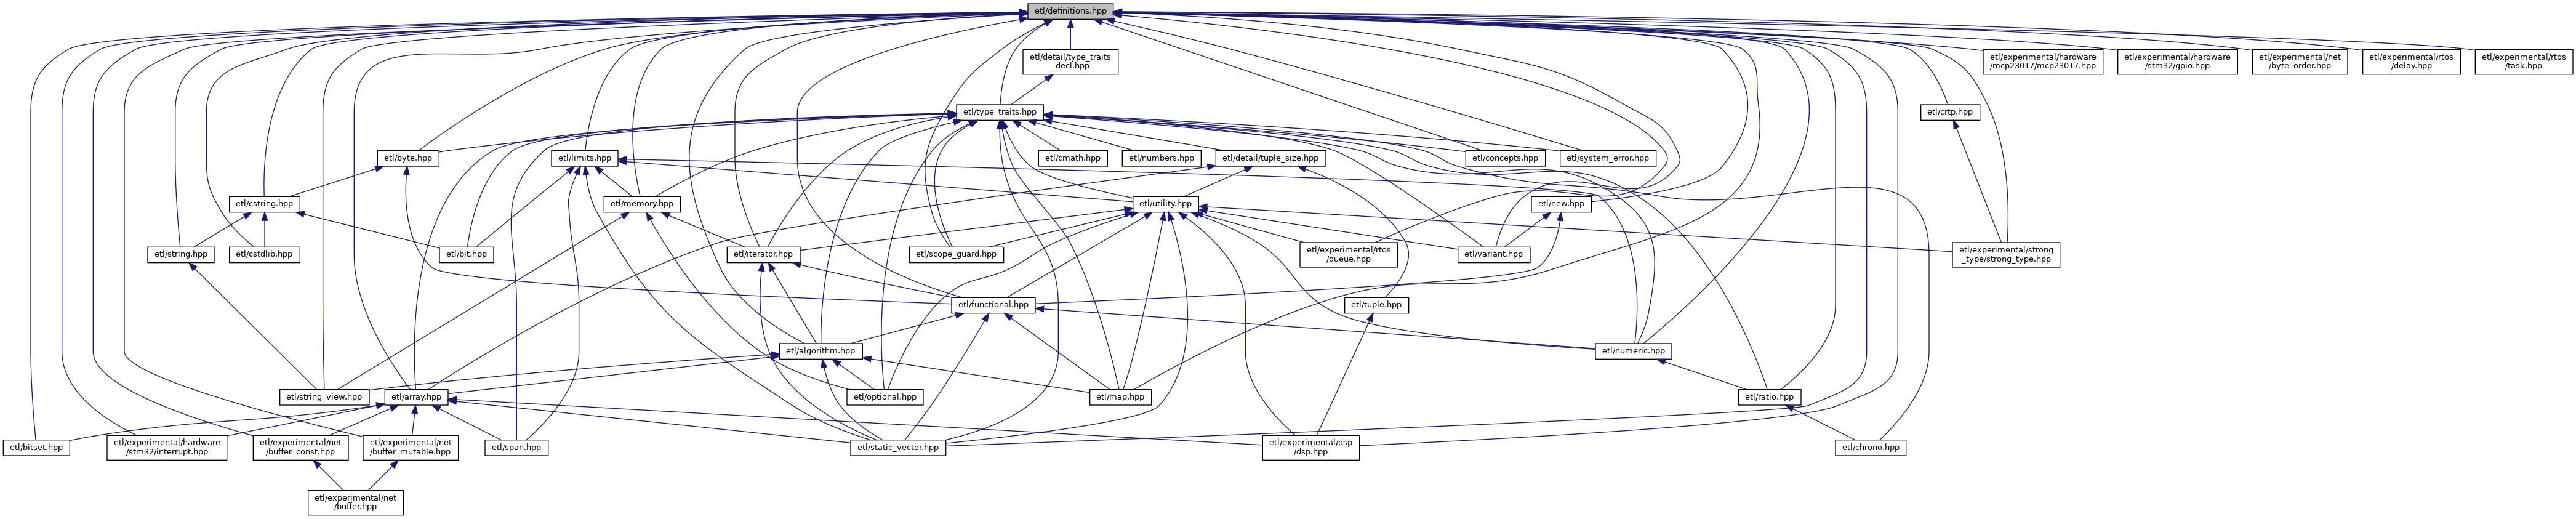 etl/definitions.hpp
etl/detail/type_traits
_decl.hpp
etl/experimental/hardware
/mcp23017/mcp23017.hpp
etl/experimental/hardware
/stm32/gpio.hpp
etl/experimental/net
/byte_order.hpp
etl/experimental/rtos
/delay.hpp
etl/experimental/rtos
/task.hpp
etl/type_traits.hpp
etl/crtp.hpp
etl/byte.hpp
etl/limits.hpp
etl/cmath.hpp
etl/numbers.hpp
etl/detail/tuple_size.hpp
etl/concepts.hpp
etl/system_error.hpp
etl/cstring.hpp
etl/memory.hpp
etl/utility.hpp
etl/new.hpp
etl/string.hpp
etl/cstdlib.hpp
etl/bit.hpp
etl/iterator.hpp
etl/scope_guard.hpp
etl/experimental/rtos
/queue.hpp
etl/variant.hpp
etl/experimental/strong
_type/strong_type.hpp
etl/functional.hpp
etl/tuple.hpp
etl/algorithm.hpp
etl/numeric.hpp
etl/string_view.hpp
etl/array.hpp
etl/optional.hpp
etl/map.hpp
etl/ratio.hpp
etl/bitset.hpp
etl/experimental/hardware
/stm32/interrupt.hpp
etl/experimental/net
/buffer_const.hpp
etl/experimental/net
/buffer_mutable.hpp
etl/span.hpp
etl/static_vector.hpp
etl/experimental/dsp
/dsp.hpp
etl/chrono.hpp
etl/experimental/net
/buffer.hpp